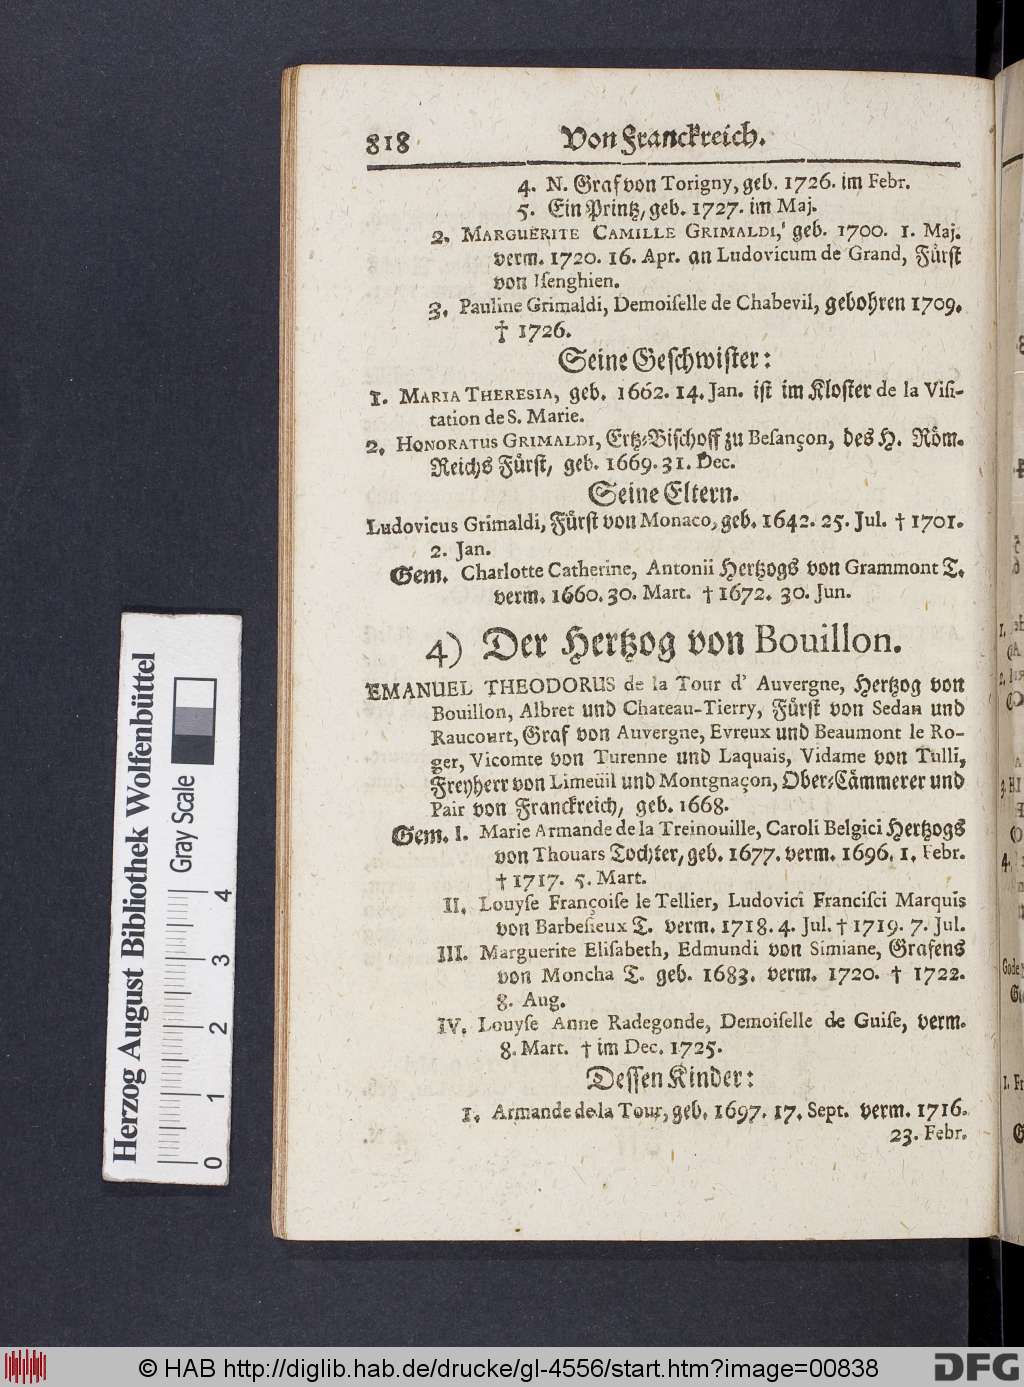 818 Von Franckreich.
4. N. Graf von Torigny, geb. 1726. im Febr.
5. Ein Printz, geb. 1727. im Maj.
2. MARGUERITE CAMILLE GRIMALDI, geb. 1700. 1. Maj.
verm. 1720. 16. Apr. an Ludovicum de Grand, Fürſt
von Iſenghien.
3. Pauline Grimaldi, Demoiſelle de Chabevil, gebohren 1709.
† 1726.
Seine Geſchwiſter:
1. MARIA THERESIA, geb. 1662. 14. Jan. iſt im Kloſter de la Viſi-
tation de S. Marie.
2. HONORATUS GRIMALDI, Ertz-Biſchoff zu Beſançon, des H. Röm.
Reichs Fürſt, geb. 1669. 31. Dec.
Seine Eltern.
Ludovicus Grimaldi, Fürſt von Monaco, geb. 1642. 25. Jul. † 1701.
2. Jan.
Gem. Charlotte Catherine, Antonii Hertzogs von Grammont T.
verm. 1660. 30. Mart. † 1672. 30. Jun.
4) Der Hertzog von Bouillon.
EMANUEL THEODORUS de la Tour d' Auvergne, Hertzog von
Bouillon, Albret und Chateau-Tierry, Fürſt von Sedan und
Raucourt, Graf von Auvergne, Evreux und Beaumont le Ro-
ger, Vicomte von Turenne und Laquais, Vidame von Tulli,
Freyherr von Limeüil und Montgnaçon, Ober-Cämmerer und
Pair von Franckreich, geb. 1668.
Gem. I. Marie Armande de la Treinouille, Caroli Belgici Hertzogs
von Thouars Tochter, geb. 1677. verm. 1696. 1. Febr.
† 1717. 5. Mart.
II. Louyſe Françoiſe le Tellier, Ludovici Franciſci Marquis
von Barbeſieux T. verm. 1718. 4. Jul. † 1719. 7. Jul.
III. Marguerite Eliſabeth, Edmundi von Simiane, Grafens
von Moncha T. geb. 1683. verm. 1720. † 1722.
8. Aug.
IV. Louyſe Anne Radegonde, Demoiſelle de Guiſe, verm.
8. Mart. † im Dec. 1725.
Deſſen Kinder:
1. Armande de la Tour, geb. 1697. 17. Sept. verm. 1716.
23. Febr.
Herzog August Bibliothek Wolfenbüttel
Gray Scale
0 1 2 3 4
© HAB http://diglib.hab.de/drucke/gl-4556/start.htm?image=00838
DFG